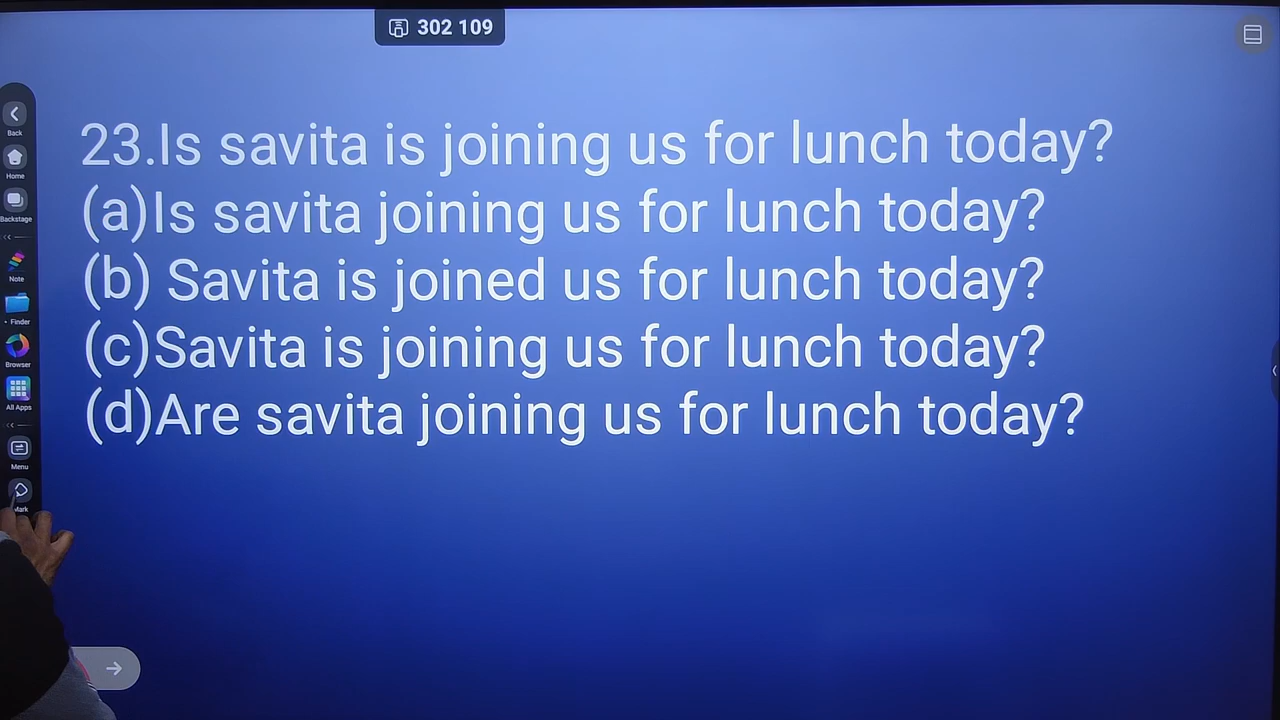 302 109
23.Is savita is joining us for lunch today?
(a)Is savita joining us for lunch today?
(b) Savita is joined us for lunch today?
(c)Savita is joining us for lunch today?
(d)Are savita joining us for lunch today?
Back
Home
Backstage
Note
Finder
Browser
All Apps
Menu
Mark